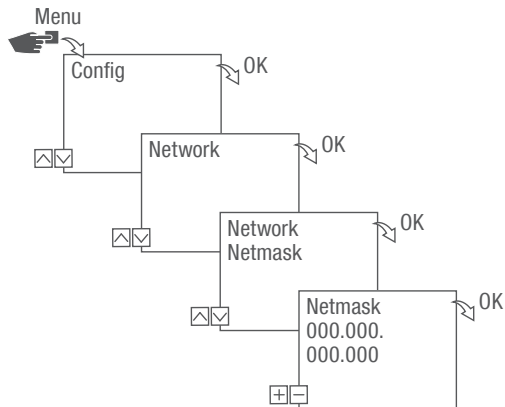 Menu
Config
OK
Network
OK
Network
Netmask
OK
Netmask
000.000.
000.000
OK